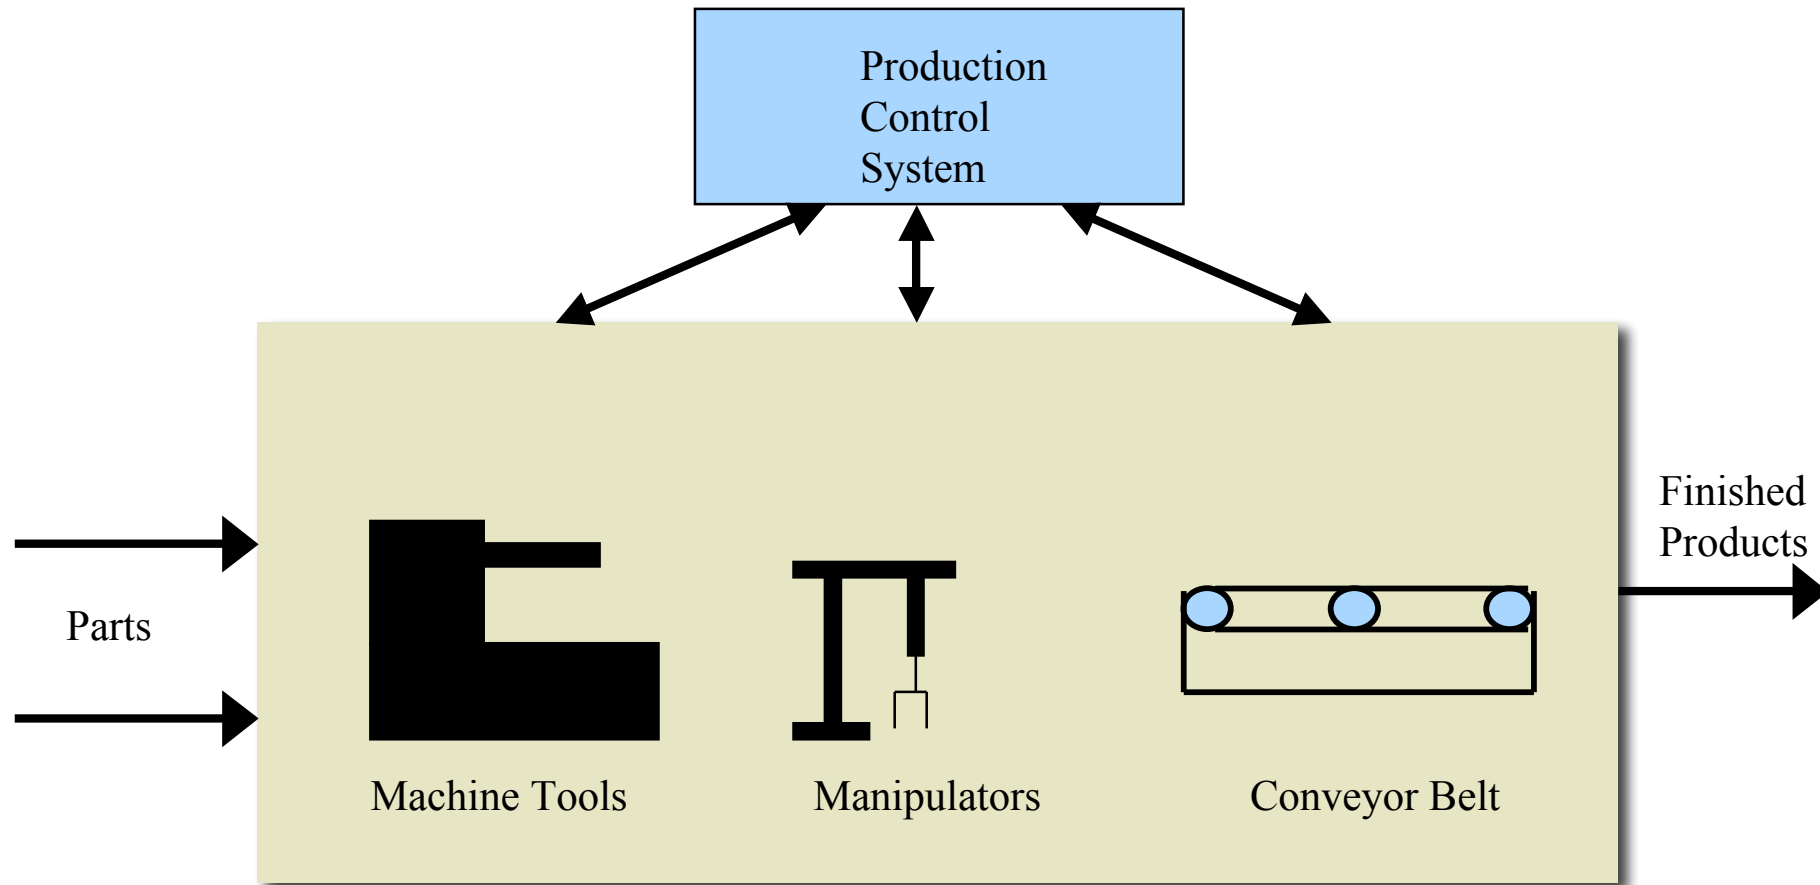 Production
Control
System
Finished
Products
Parts
Machine Tools
Manipulators
Conveyor Belt